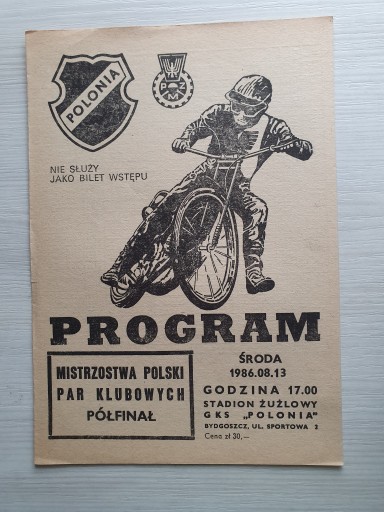 POLONIA
PZM
NIE SŁUŻY
JAKO BILET WSTĘPU
PROGRAM
MISTRZOSTWA POLSKI
PAR KLUBOWYCH
PÓŁFINAŁ
ŚRODA
1986.08.13
GODZINA 17.00
STADION ŻUŻLOWY
GKS „POLONIA"
BYDGOSZCZ, UL. SPORTOWA 2
Cena zł 30,—